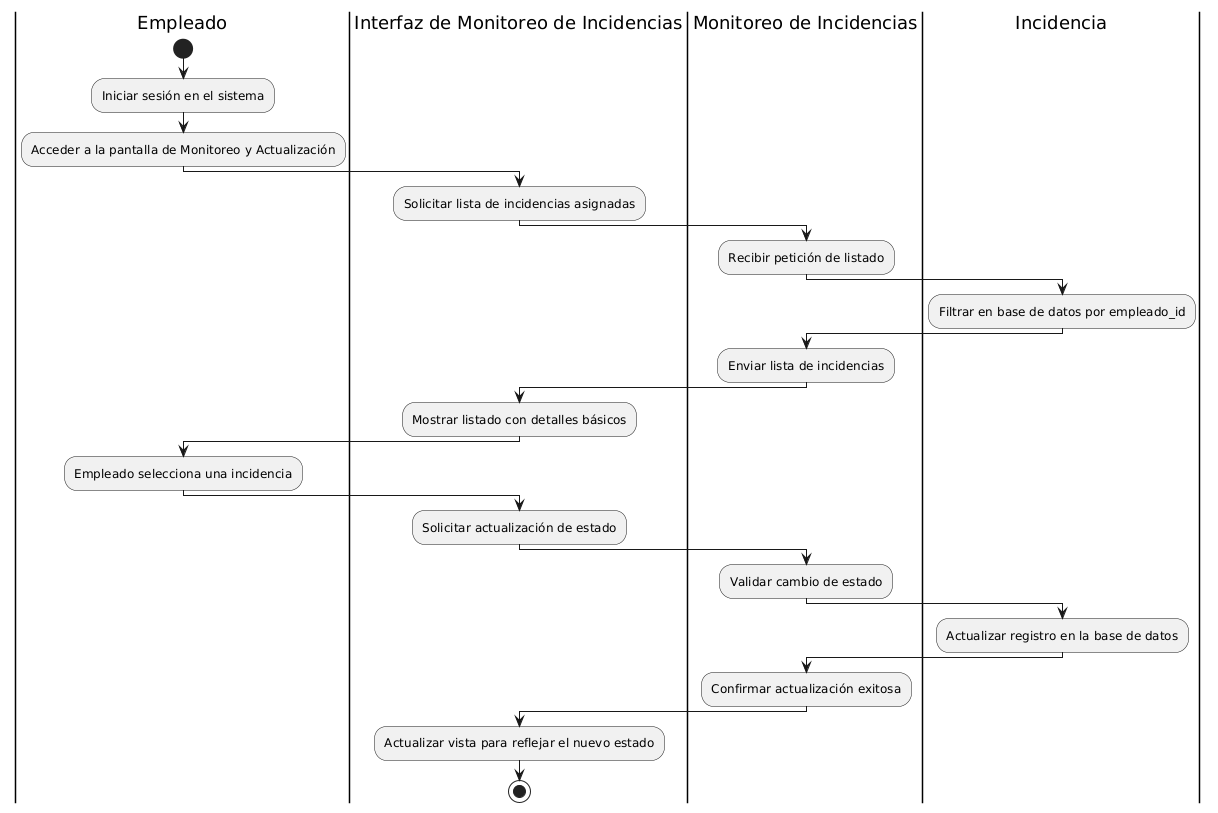 Empleado
Interfaz de Monitoreo de Incidencias
Monitoreo de Incidencias
Incidencia
Iniciar sesión en el sistema
Acceder a la pantalla de Monitoreo y Actualización
Solicitar lista de incidencias asignadas
Recibir petición de listado
Filtrar en base de datos por empleado_id
Enviar lista de incidencias
Mostrar listado con detalles básicos
Empleado selecciona una incidencia
Solicitar actualización de estado
Validar cambio de estado
Actualizar registro en la base de datos
Confirmar actualización exitosa
Actualizar vista para reflejar el nuevo estado